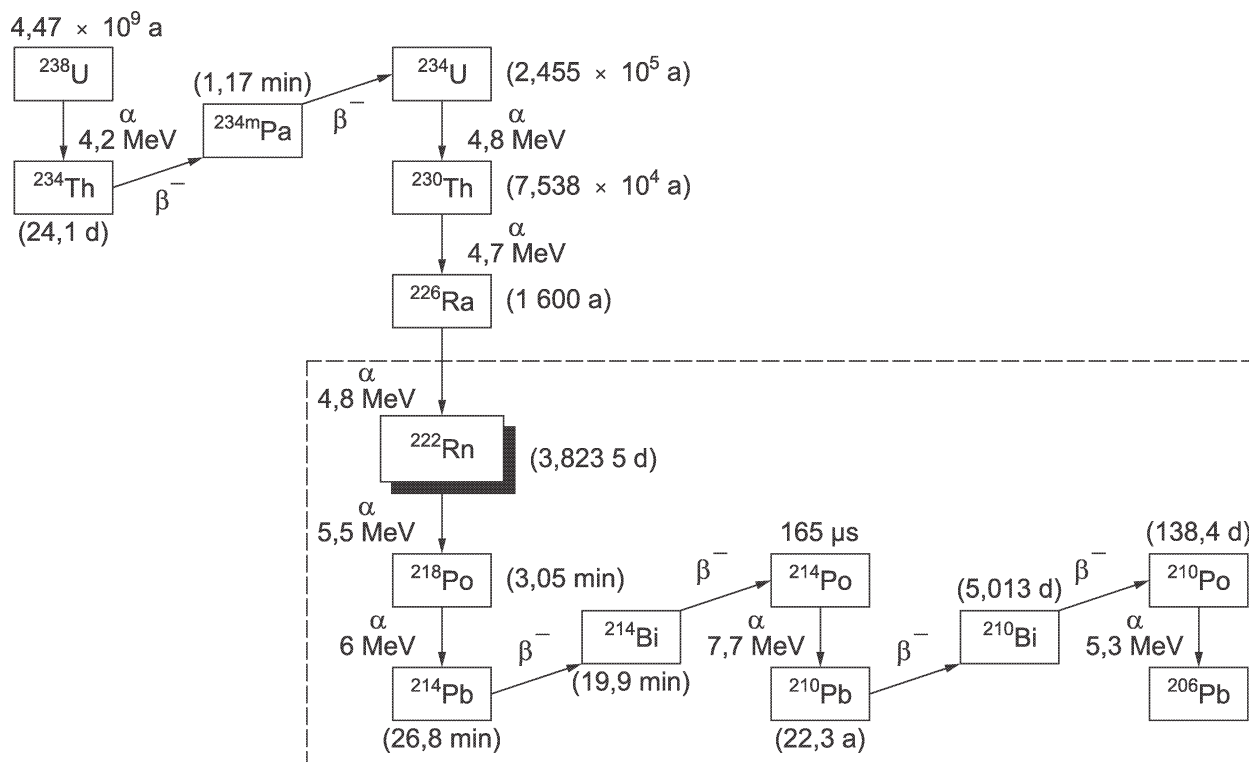 4,47 × 10⁹ a
²³⁸U
(1,17 min)
²³⁴U
(2,455 × 10⁵ a)
α
4,2 MeV
²³⁴ᵐPa
β⁻
α
4,8 MeV
²³⁴Th
β⁻
(24,1 d)
²³⁰Th
(7,538 × 10⁴ a)
α
4,7 MeV
²²⁶Ra
(1 600 a)
α
4,8 MeV
²²²Rn
(3,823 5 d)
α
5,5 MeV
²¹⁸Po
(3,05 min)
β⁻
165 µs
²¹⁴Po
(5,013 d)
β⁻
(138,4 d)
²¹⁰Po
α
6 MeV
β⁻
²¹⁴Bi
(19,9 min)
α
7,7 MeV
β⁻
²¹⁰Bi
α
5,3 MeV
²¹⁴Pb
(26,8 min)
²¹⁰Pb
(22,3 a)
²⁰⁶Pb